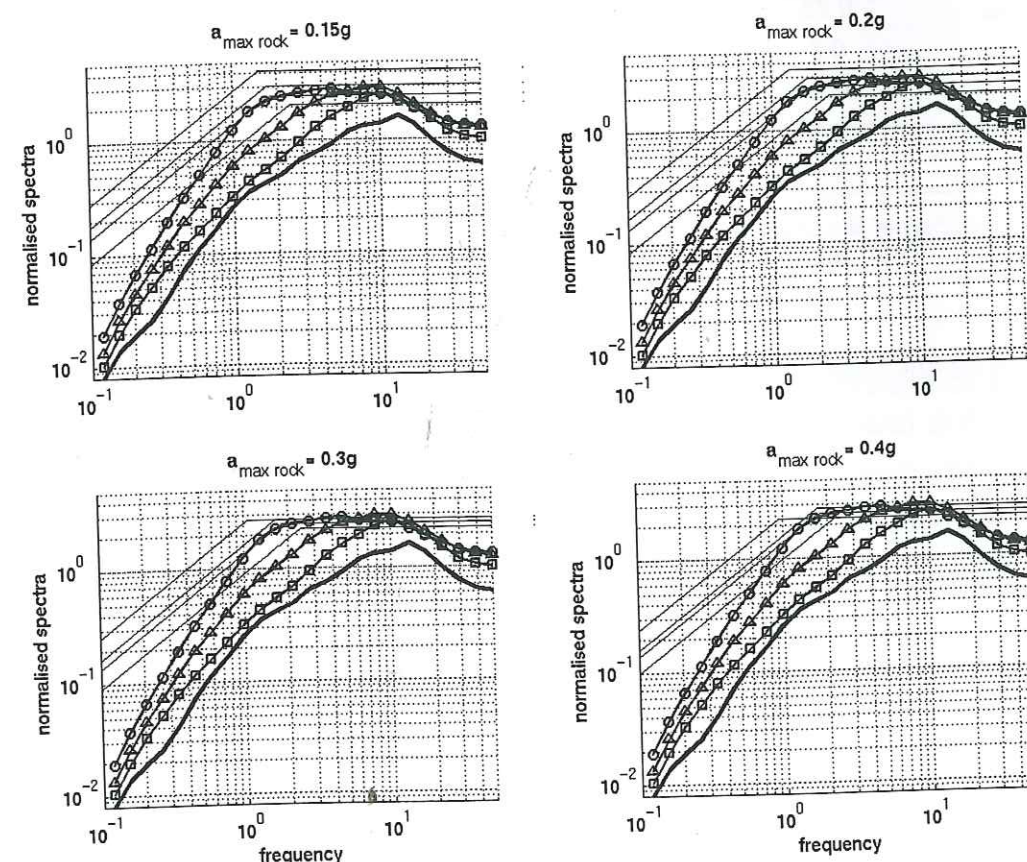 a max rock = 0.15g
normalised spectra
10^0
10^-1
10^-2
10^-1
10^0
10^1
a max rock = 0.2g
normalised spectra
10^0
10^-1
10^-2
10^-1
10^0
10^1
a max rock = 0.3g
normalised spectra
10^0
10^-1
10^-2
10^-1
10^0
10^1
frequency
a max rock = 0.4g
normalised spectra
10^0
10^-1
10^-2
10^-1
10^0
10^1
frequency